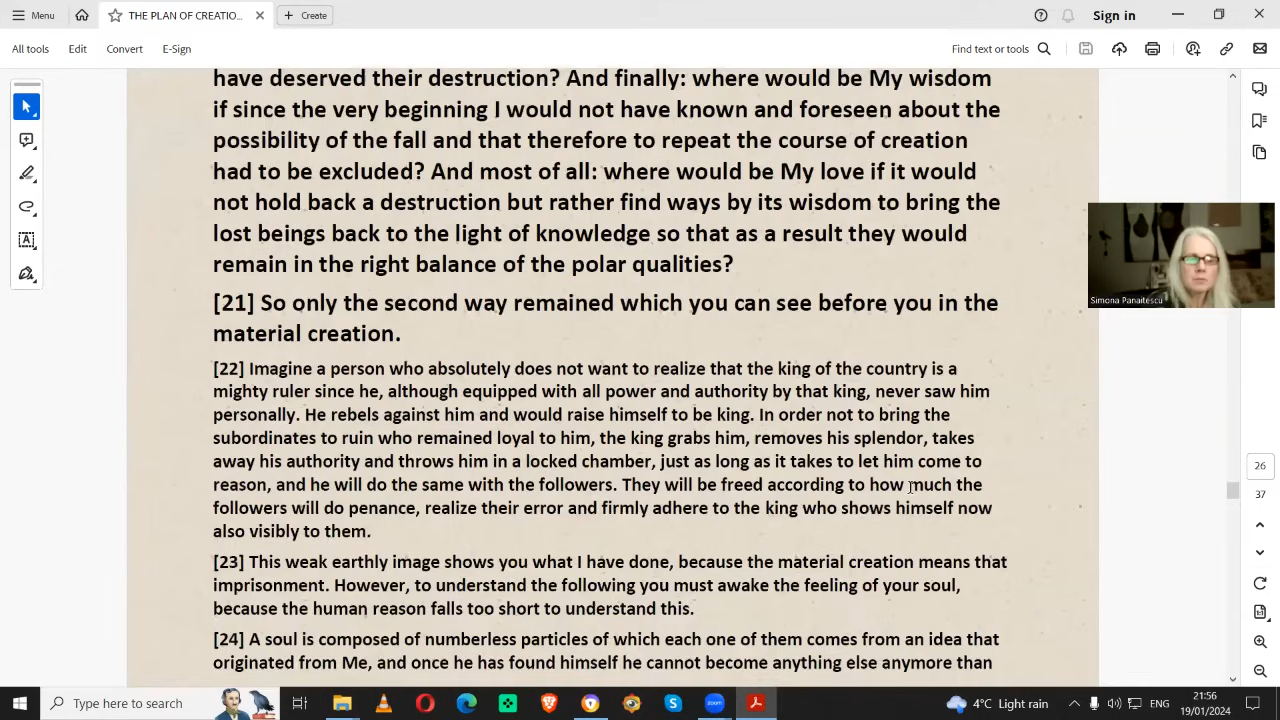 Menu
THE PLAN OF CREATIO...
Create
Sign in
All tools
Edit
Convert
E-Sign
Find text or tools
have deserved their destruction? And finally: where would be My wisdom
if since the very beginning I would not have known and foreseen about the
possibility of the fall and that therefore to repeat the course of creation
had to be excluded? And most of all: where would be My love if it would
not hold back a destruction but rather find ways by its wisdom to bring the
lost beings back to the light of knowledge so that as a result they would
remain in the right balance of the polar qualities?
[21] So only the second way remained which you can see before you in the
material creation.
[22] Imagine a person who absolutely does not want to realize that the king of the country is a
mighty ruler since he, although equipped with all power and authority by that king, never saw him
personally. He rebels against him and would raise himself to be king. In order not to bring the
subordinates to ruin who remained loyal to him, the king grabs him, removes his splendor, takes
away his authority and throws him in a locked chamber, just as long as it takes to let him come to
reason, and he will do the same with the followers. They will be freed according to how much the
followers will do penance, realize their error and firmly adhere to the king who shows himself now
also visibly to them.
[23] This weak earthly image shows you what I have done, because the material creation means that
imprisonment. However, to understand the following you must awake the feeling of your soul,
because the human reason falls too short to understand this.
[24] A soul is composed of numberless particles of which each one of them comes from an idea that
originated from Me, and once he has found himself he cannot become anything else anymore than
Simona Panaitescu
26
37
Type here to search
zoom
4°C Light rain
ENG
21:56
19/01/2024